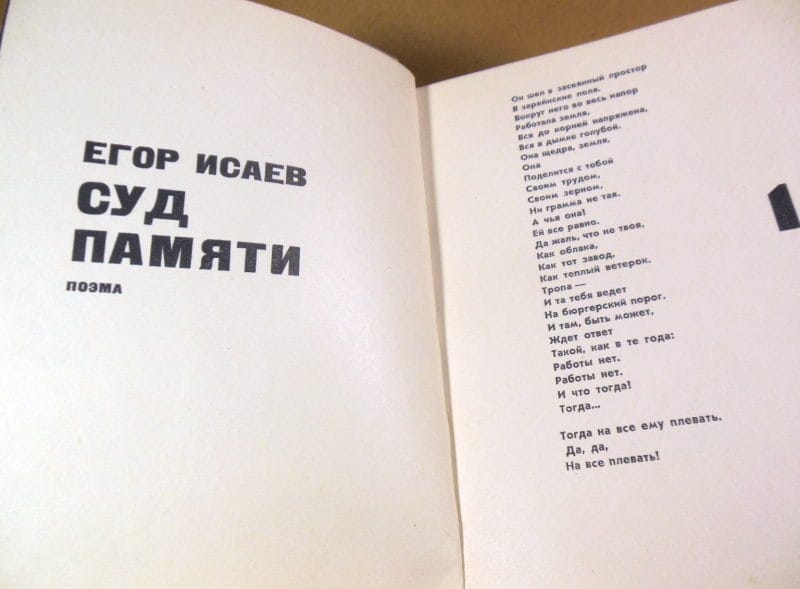 ЕГОР ИСАЕВ
СУД
ПАМЯТИ
ПОЭМА
1
Он шел в засеянный простор
В зарейнские поля.
Вокруг него во весь напор
Работала земля,
Вся до корней напряжена,
Вся в дымке голубой.
Она щедра, земля,
Она
Поделится с тобой
Своим трудом,
Своим зерном,
Ни грамма не тая.
А чья она!
Ей все равно.
Да жаль, что не твоя,
Как облака,
Как тот завод,
Как теплый ветерок.
Тропа —
И та тебя ведет
На бюргерский порог.
И там, быть может,
Ждет ответ
Такой, как в те года:
Работы нет.
Работы нет.
И что тогда!
Тогда...
Тогда на все ему плевать.
Да, да,
На все плевать!